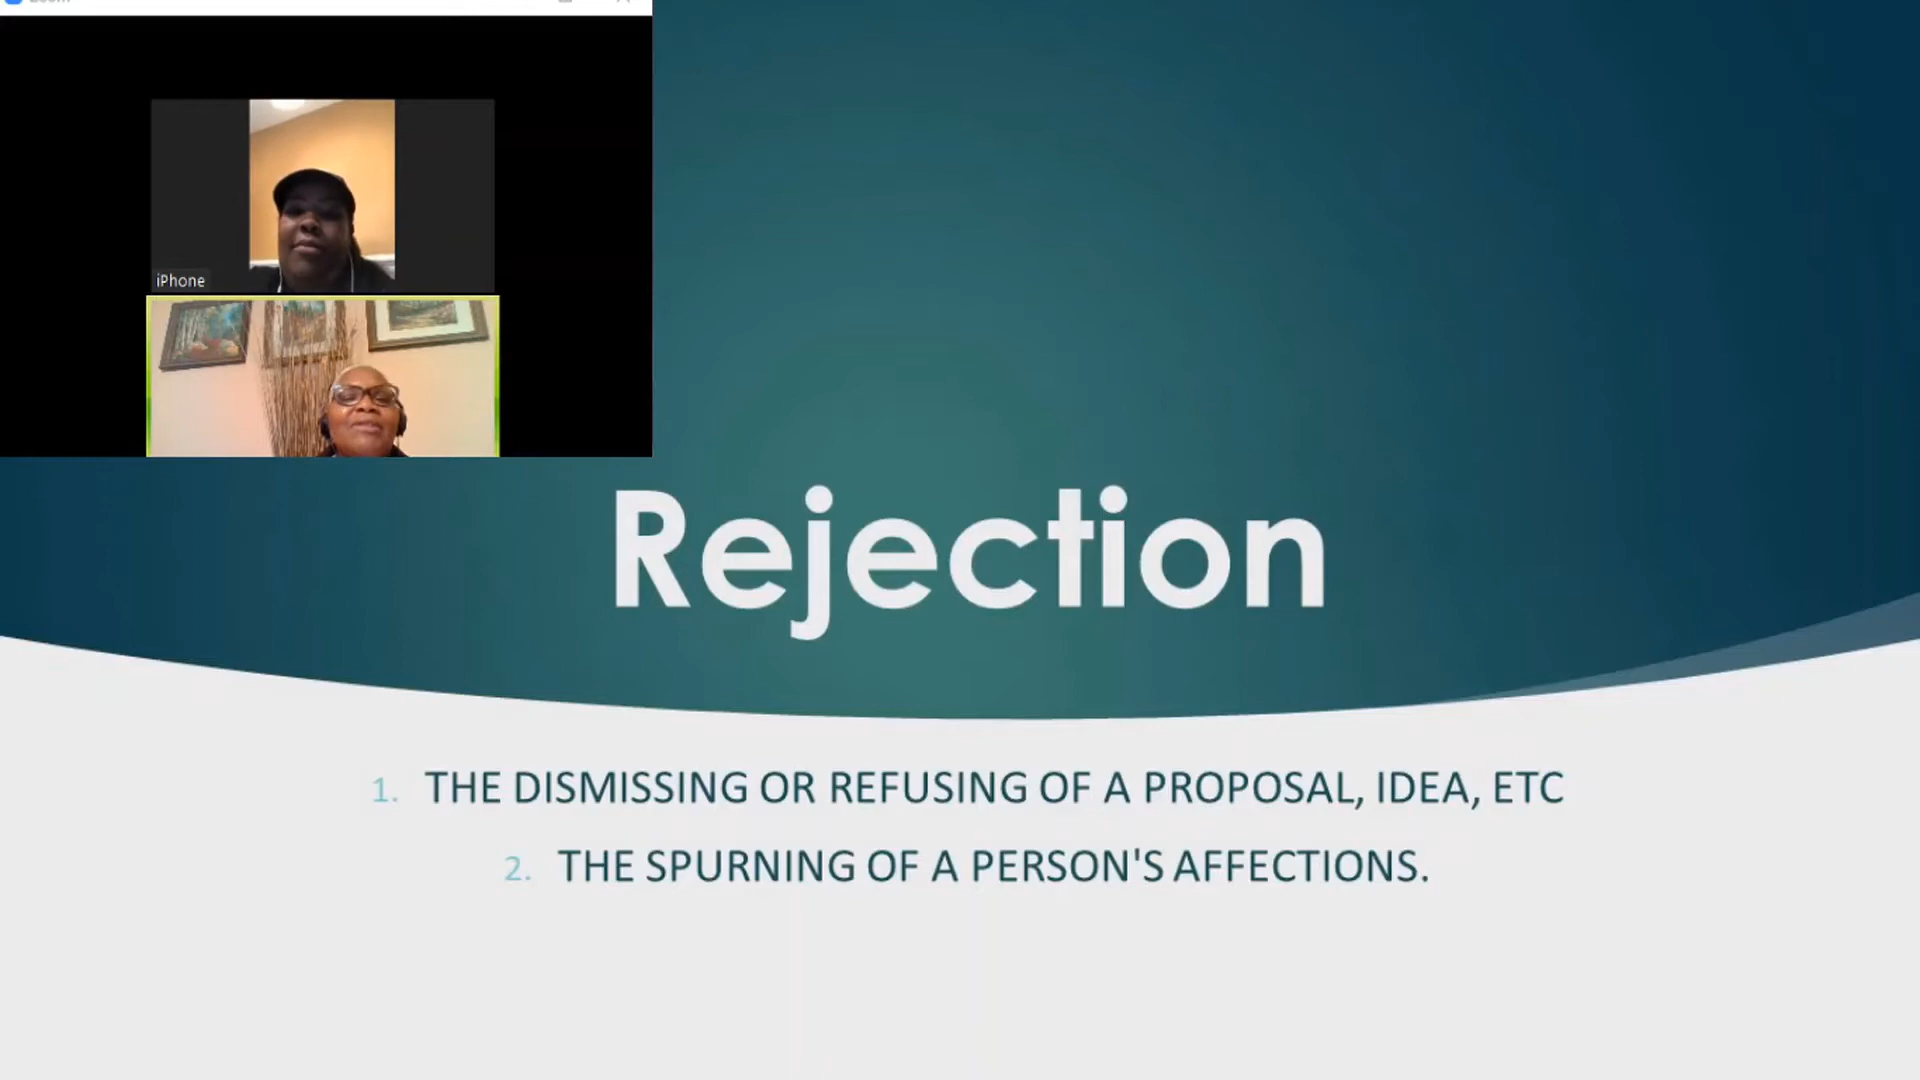 iPhone
Rejection
1. THE DISMISSING OR REFUSING OF A PROPOSAL, IDEA, ETC
2. THE SPURNING OF A PERSON'S AFFECTIONS.